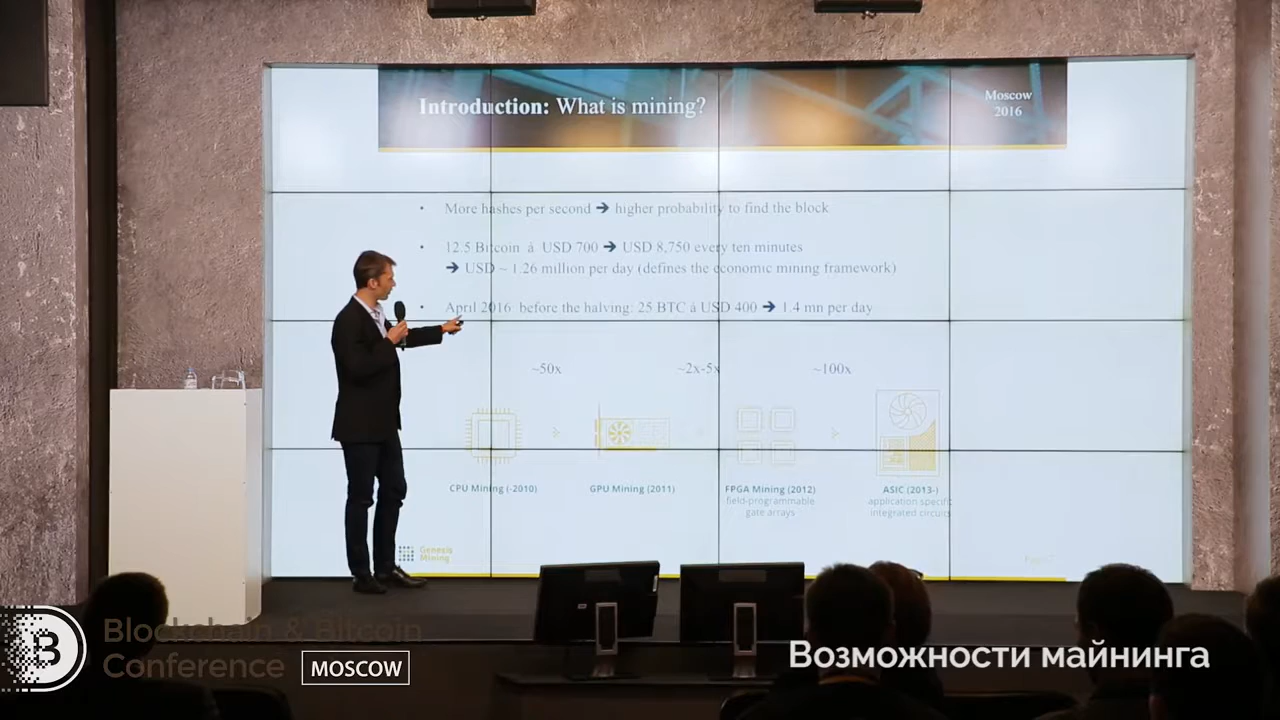 Introduction: What is mining?
Moscow
2016
• More hashes per second ➔ higher probability to find the block
• 12.5 Bitcoin á USD 700 ➔ USD 8,750 every ten minutes
➔ USD ~ 1.26 million per day (defines the economic mining framework)
• April 2016 before the halving: 25 BTC á USD 400 ➔ 1.4 mn per day
~50x
~2x-5x
~100x
CPU Mining (-2010)
GPU Mining (2011)
FPGA Mining (2012)
field-programmable
gate arrays
ASIC (2013-)
application specific
integrated circuits
Genesis
Mining
Blockchain & Bitcoin
Conference
MOSCOW
Возможности майнинга